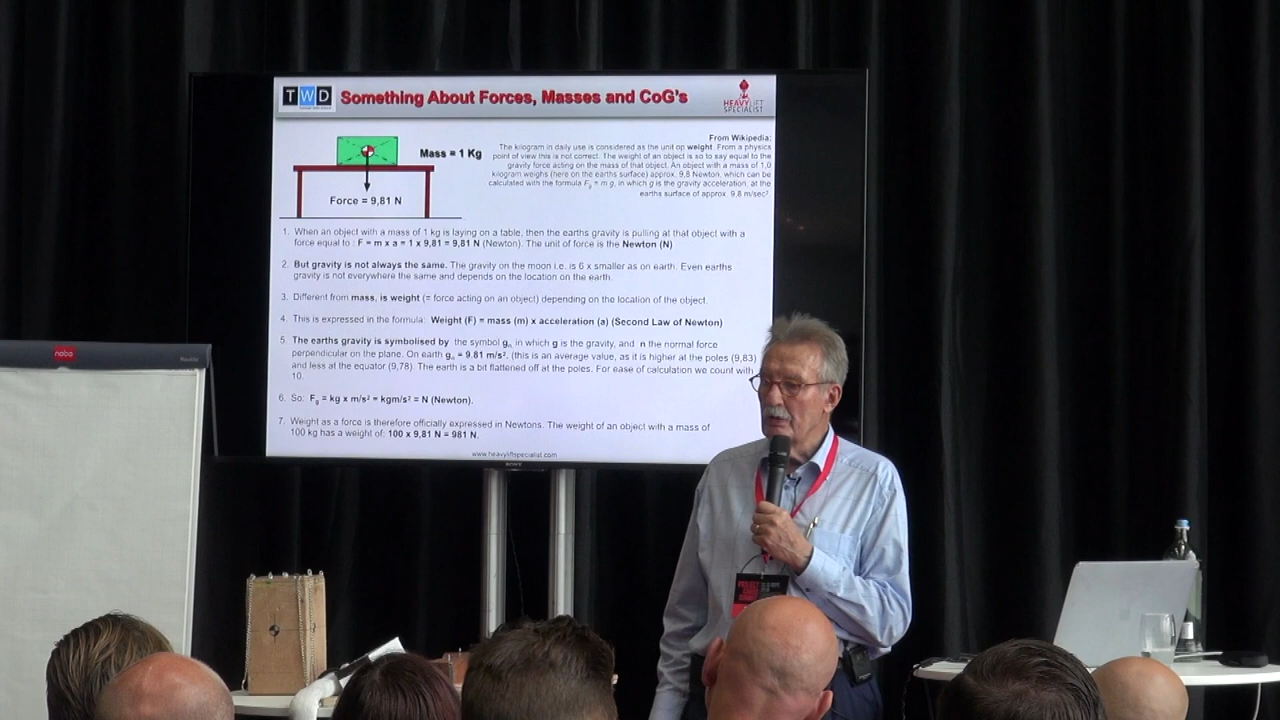 TWD
Something About Forces, Masses and CoG's
HEAVYLIFT
SPECIALIST
Mass = 1 Kg
Force = 9,81 N
From Wikipedia:
The kilogram in daily use is considered as the unit op weight. From a physics
point of view this is not correct. The weight of an object is so to say equal to the
gravity force acting on the mass of that object. An object with a mass of 1,0
kilogram weighs (here on the earths surface) approx. 9,8 Newton, which can be
calculated with the formula Fg = m g, in which g is the gravity acceleration, at the
earths surface of approx. 9,8 m/sec².
1. When an object with a mass of 1 kg is laying on a table, then the earths gravity is pulling at that object with a
force equal to : F = m x a = 1 x 9,81 = 9,81 N (Newton). The unit of force is the Newton (N)
2. But gravity is not always the same. The gravity on the moon i.e. is 6 x smaller as on earth. Even earths
gravity is not everywhere the same and depends on the location on the earth.
3. Different from mass, is weight (= force acting on an object) depending on the location of the object.
4. This is expressed in the formula: Weight (F) = mass (m) x acceleration (a) (Second Law of Newton)
5. The earths gravity is symbolised by the symbol gn in which g is the gravity, and n the normal force
perpendicular on the plane. On earth gn = 9.81 m/s². (this is an average value, as it is higher at the poles (9,83)
and less at the equator (9,78). The earth is a bit flattened off at the poles. For ease of calculation we count with
10.
6. So: Fg = kg x m/s² = kgm/s² = N (Newton).
7. Weight as a force is therefore officially expressed in Newtons. The weight of an object with a mass of
100 kg has a weight of: 100 x 9,81 N = 981 N.
www.heavyliftspecialist.com
SONY
nobo
PROJECT
CARGO
SUMMIT